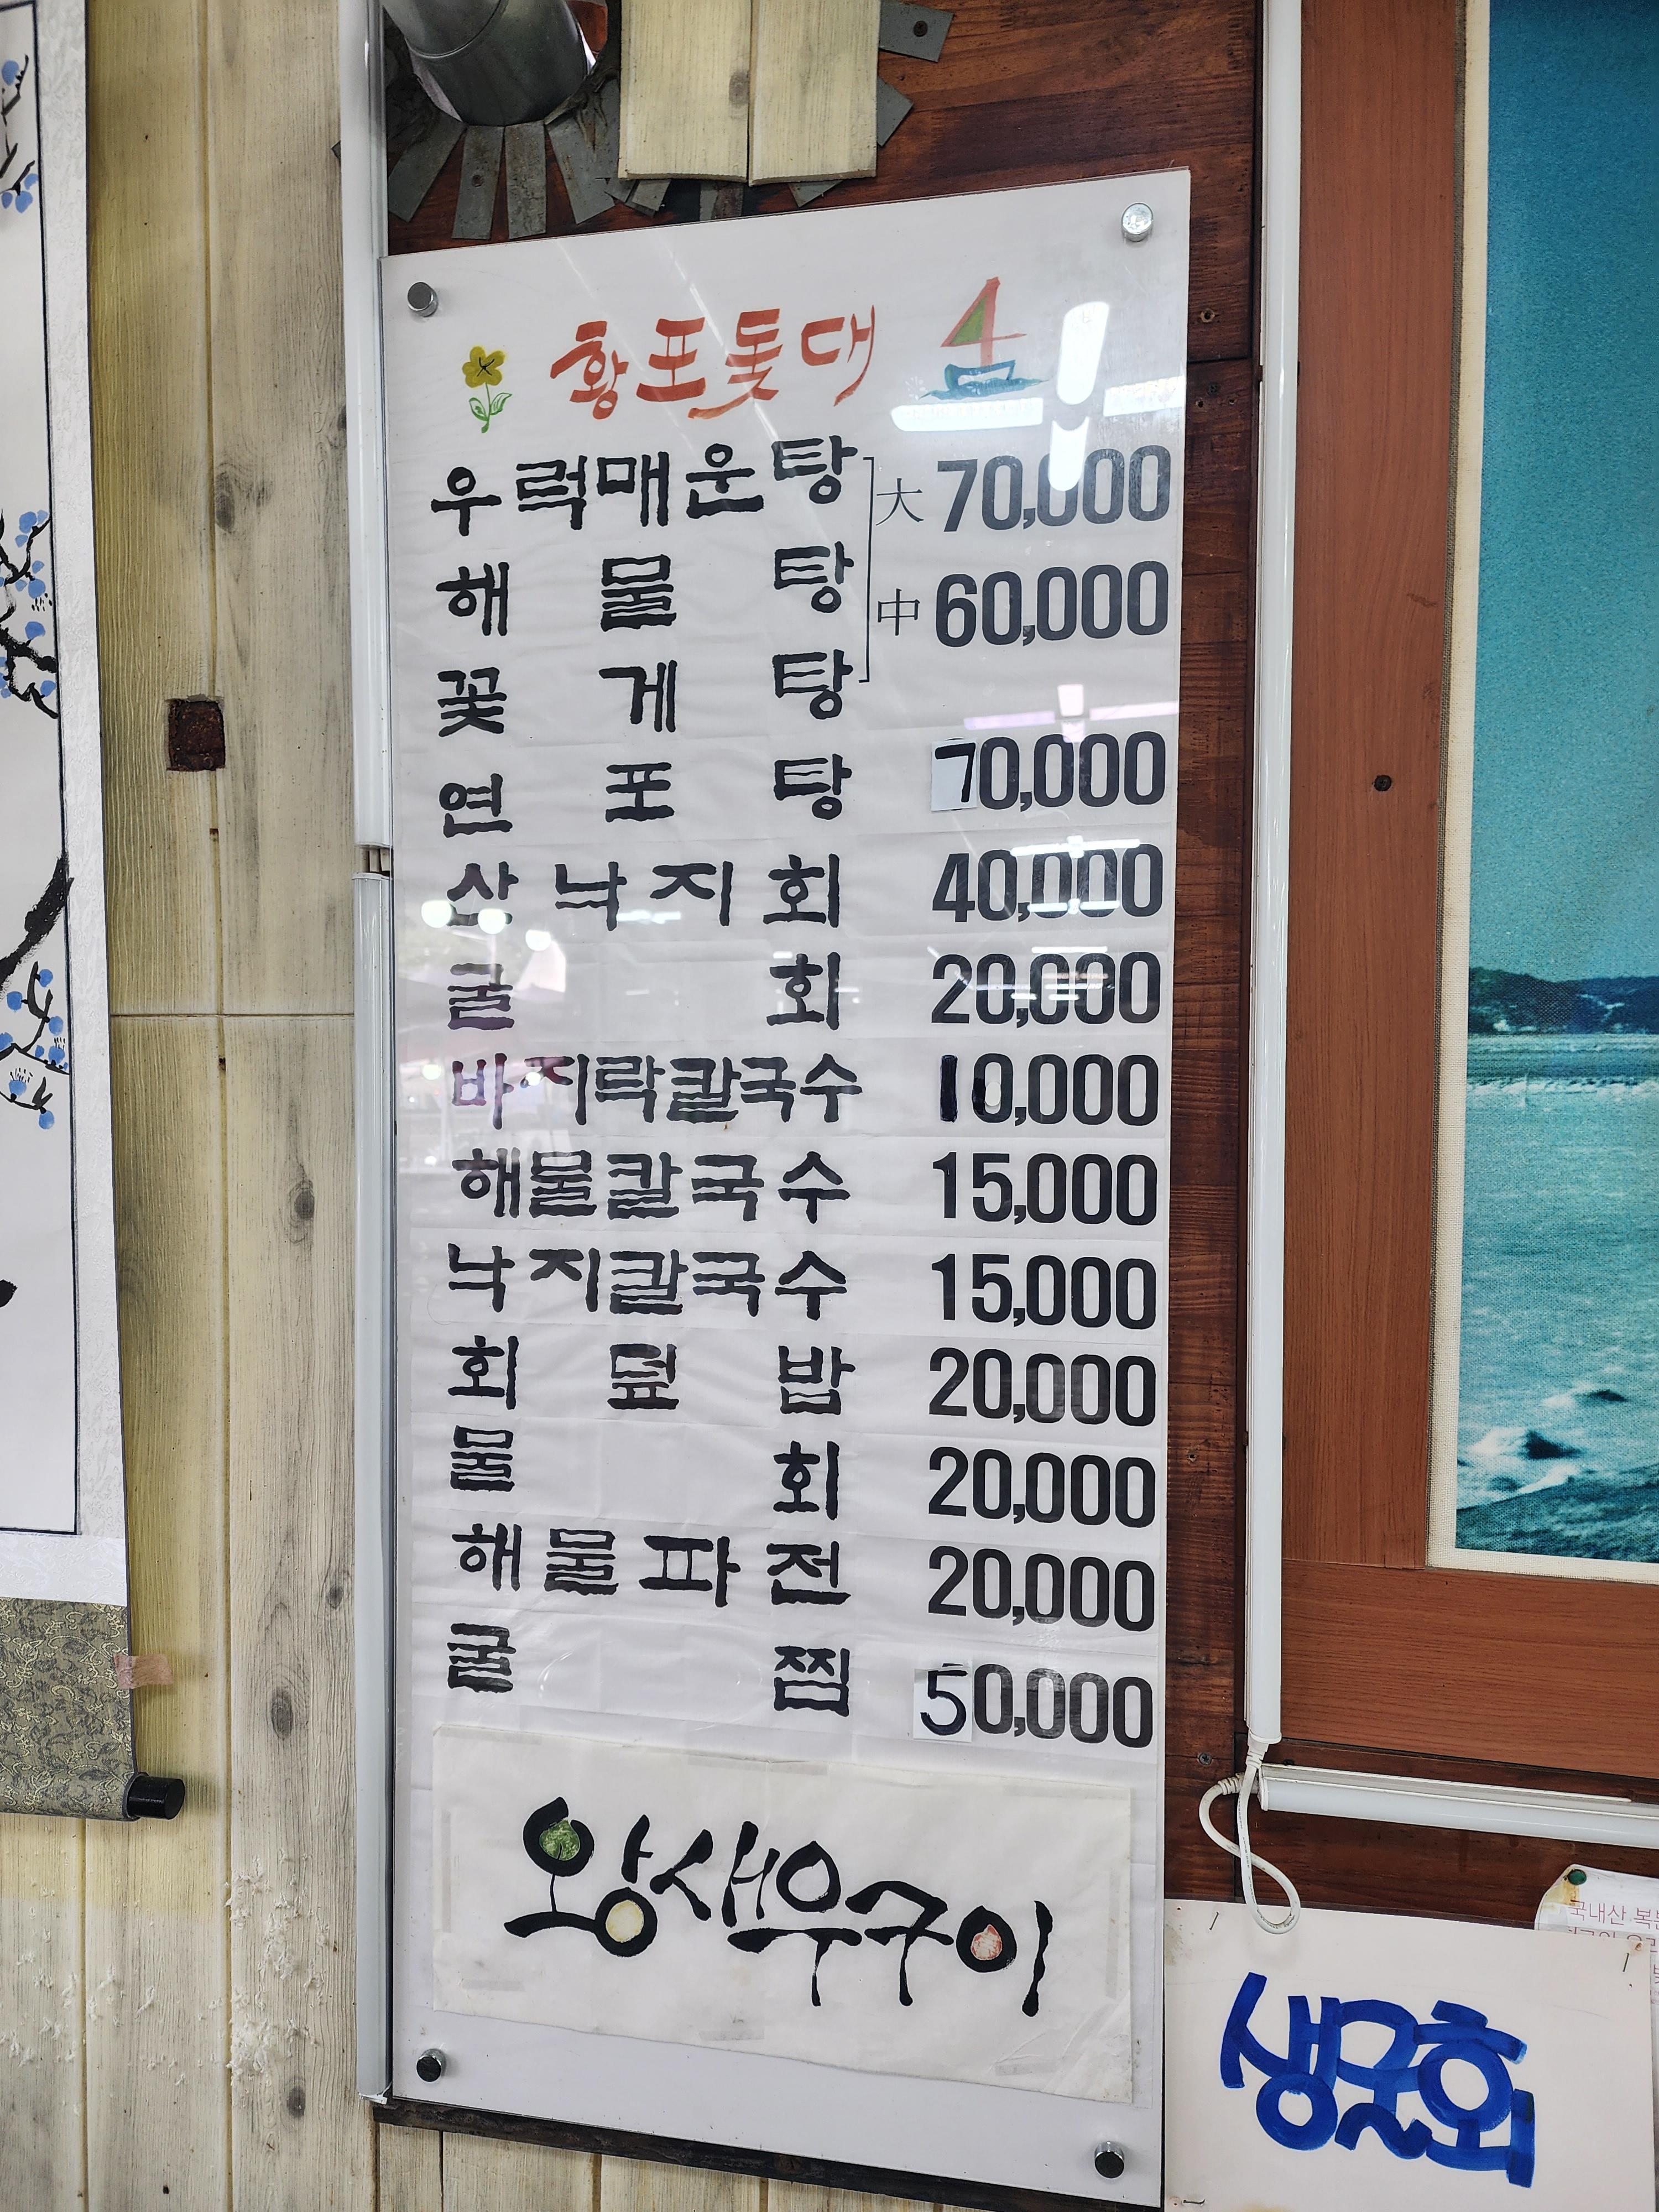 황포돛대
우럭매운탕 大 70,000
해물탕 中 60,000
꽃게탕
연포탕 70,000
산낙지회 40,000
굴회 20,000
바지락칼국수 10,000
해물칼국수 15,000
낙지칼국수 15,000
회덮밥 20,000
물회 20,000
해물파전 20,000
굴찜 50,000
왕새우구이
국내산
생우회